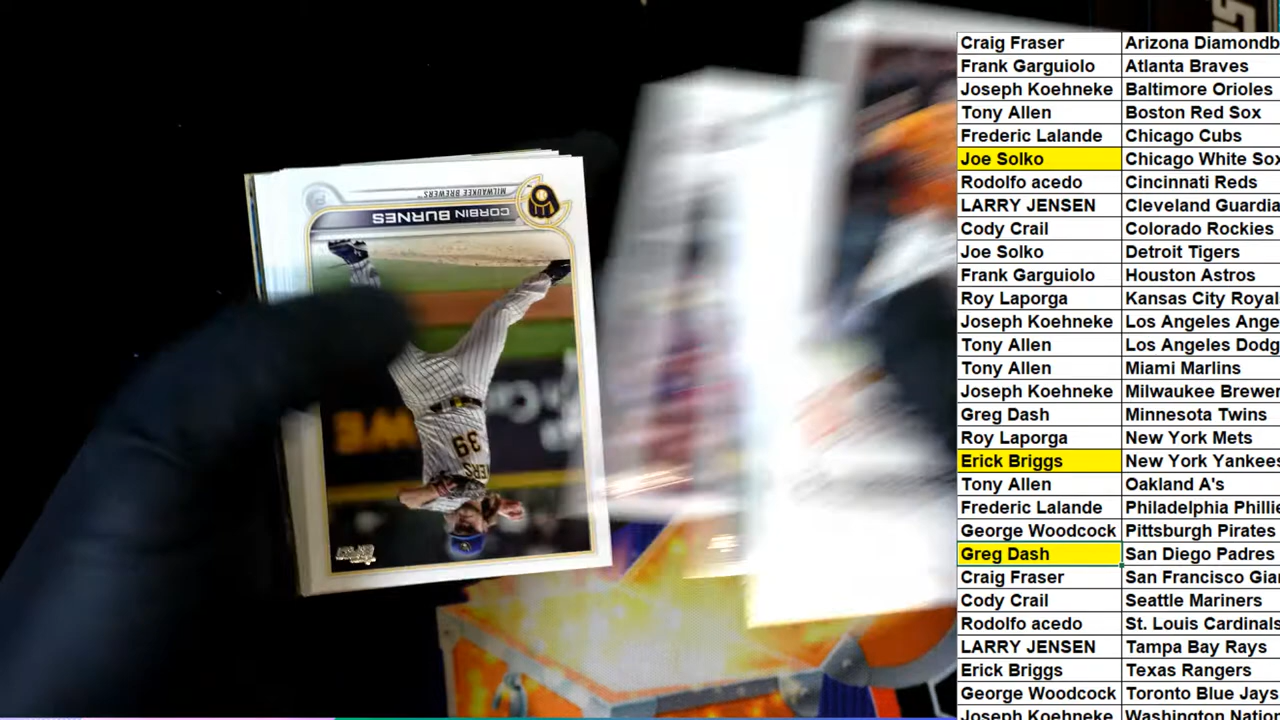 MILWAUKEE BREWERS
CORBIN BURNES
39
Craig Fraser Arizona Diamondb
Frank Garguiolo Atlanta Braves
Joseph Koehneke Baltimore Orioles
Tony Allen Boston Red Sox
Frederic Lalande Chicago Cubs
Joe Solko Chicago White Sox
Rodolfo acedo Cincinnati Reds
LARRY JENSEN Cleveland Guardia
Cody Crail Colorado Rockies
Joe Solko Detroit Tigers
Frank Garguiolo Houston Astros
Roy Laporga Kansas City Royal
Joseph Koehneke Los Angeles Ange
Tony Allen Los Angeles Dodg
Tony Allen Miami Marlins
Joseph Koehneke Milwaukee Brewer
Greg Dash Minnesota Twins
Roy Laporga New York Mets
Erick Briggs New York Yankees
Tony Allen Oakland A's
Frederic Lalande Philadelphia Phillie
George Woodcock Pittsburgh Pirates
Greg Dash San Diego Padres
Craig Fraser San Francisco Gian
Cody Crail Seattle Mariners
Rodolfo acedo St. Louis Cardinals
LARRY JENSEN Tampa Bay Rays
Erick Briggs Texas Rangers
George Woodcock Toronto Blue Jays
Joseph Koehneke Washington Nation